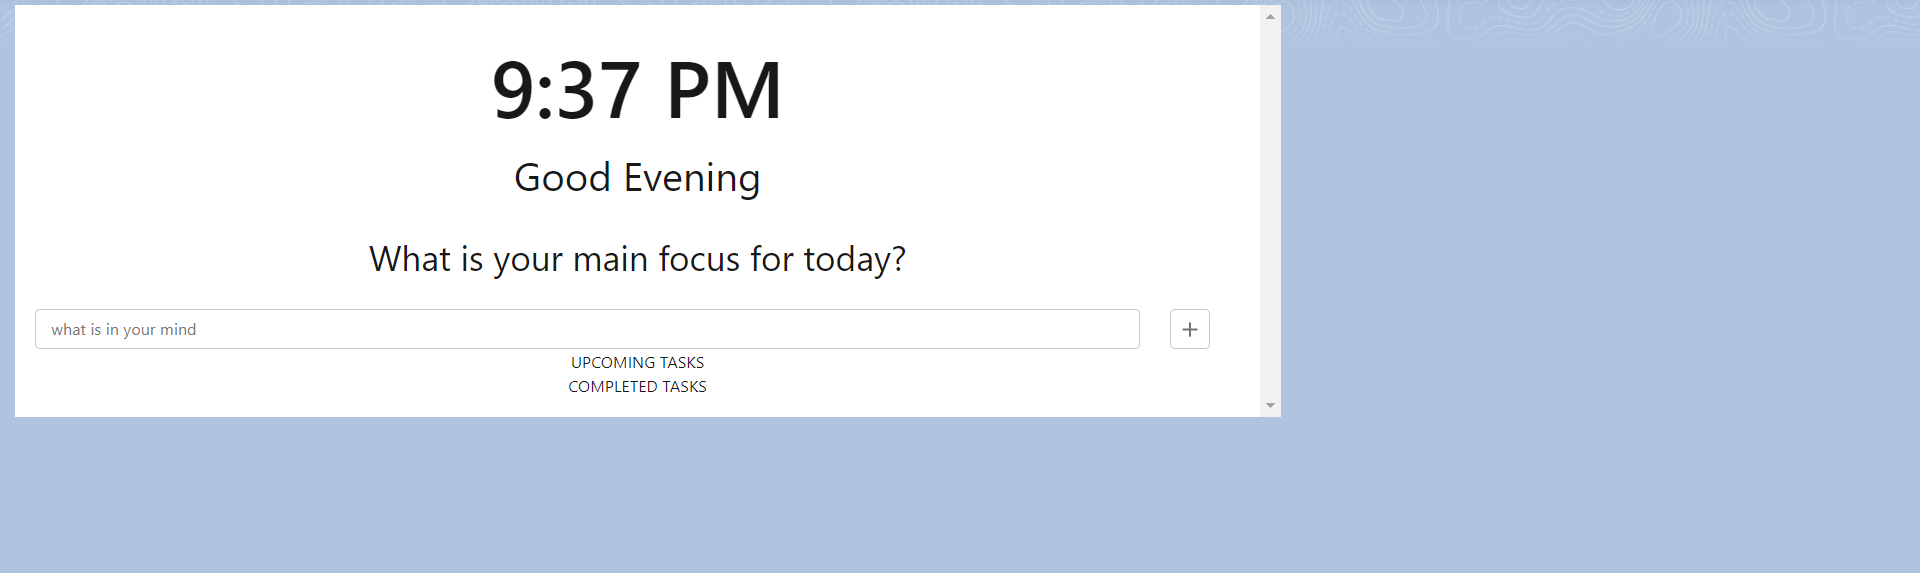 9:37 PM
Good Evening
What is your main focus for today?
what is in your mind
UPCOMING TASKS
COMPLETED TASKS